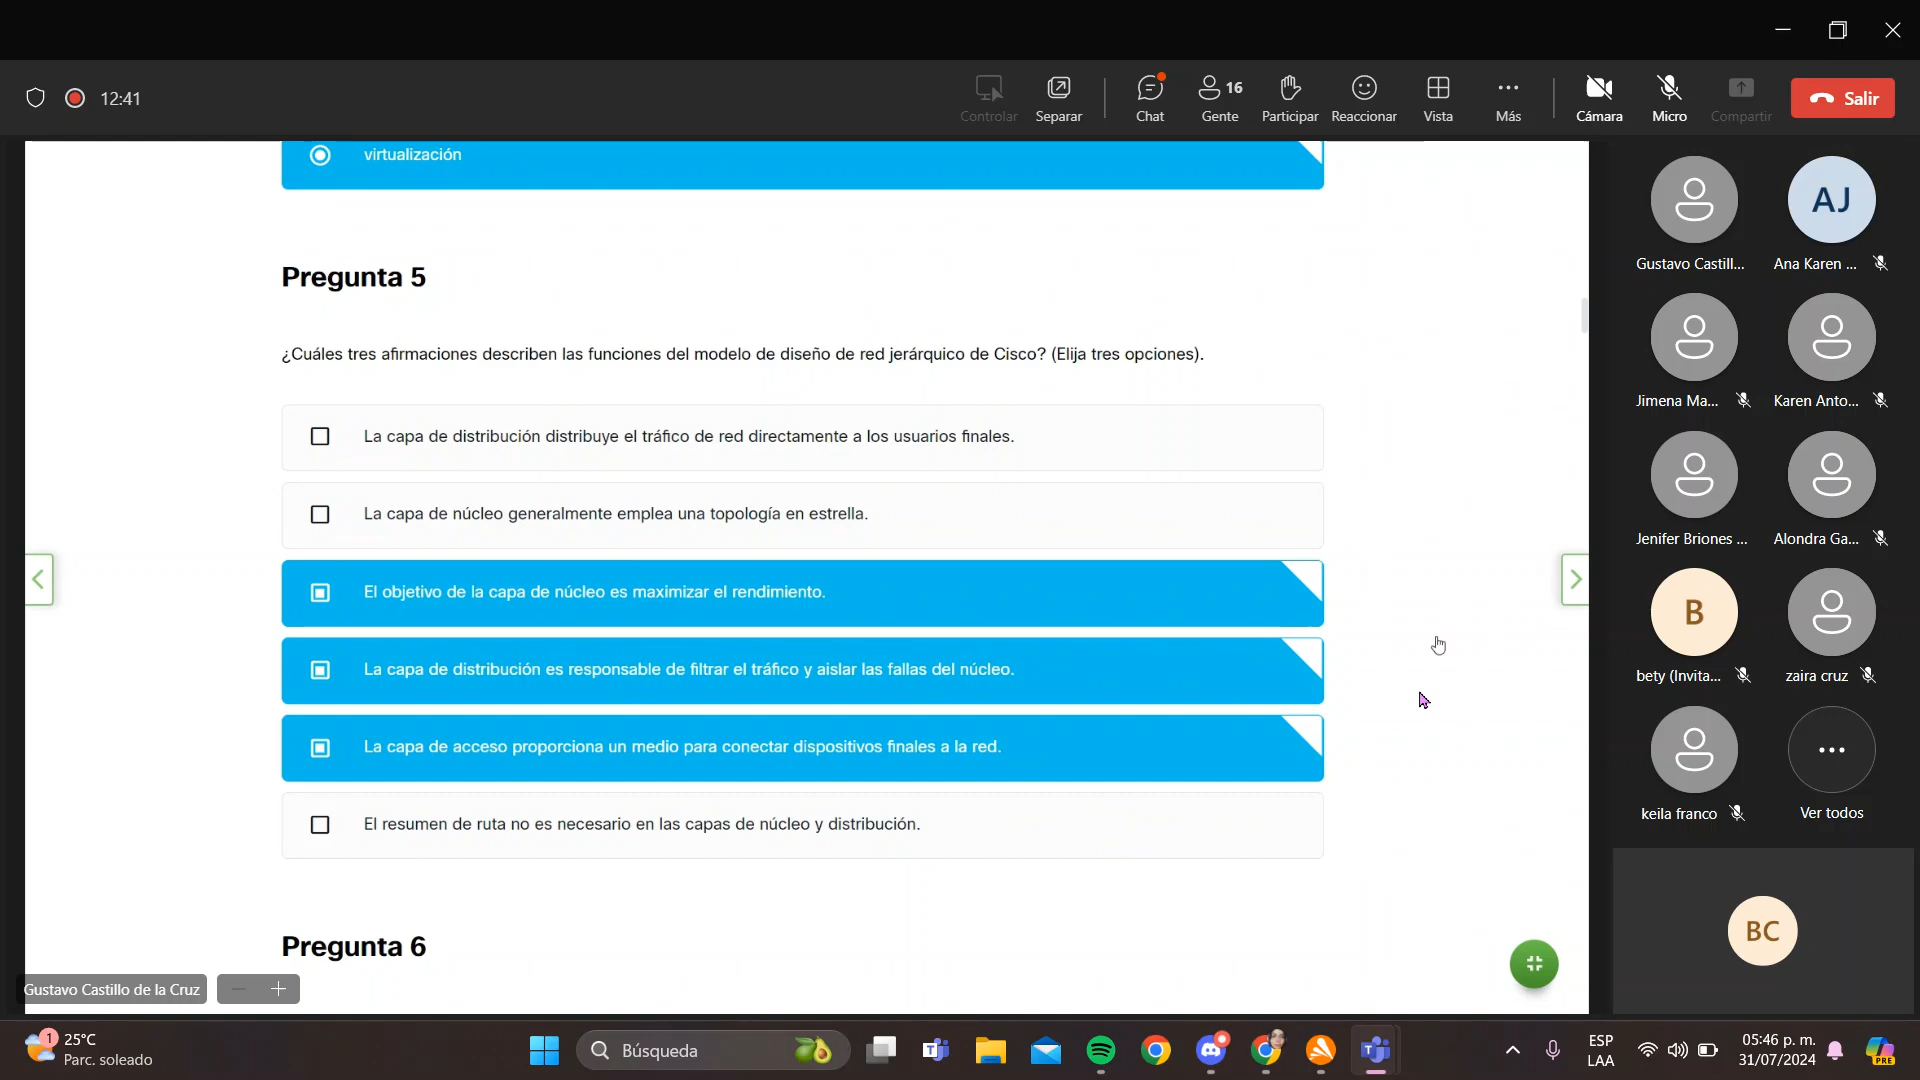 12:41
Controlar
Separar
Chat
16
Gente
Participar
Reaccionar
Vista
Más
Cámara
Micro
Compartir
Salir
virtualización
Pregunta 5
¿Cuáles tres afirmaciones describen las funciones del modelo de diseño de red jerárquico de Cisco? (Elija tres opciones).
La capa de distribución distribuye el tráfico de red directamente a los usuarios finales.
La capa de núcleo generalmente emplea una topología en estrella.
El objetivo de la capa de núcleo es maximizar el rendimiento.
La capa de distribución es responsable de filtrar el tráfico y aislar las fallas del núcleo.
La capa de acceso proporciona un medio para conectar dispositivos finales a la red.
El resumen de ruta no es necesario en las capas de núcleo y distribución.
Pregunta 6
Gustavo Castillo de la Cruz
AJ
Gustavo Castill...
Ana Karen ...
Jimena Ma...
Karen Anto...
Jenifer Briones ...
Alondra Ga...
B
bety (Invita...
zaira cruz
keila franco
Ver todos
BC
1
25°C
Parc. soleado
Búsqueda
ESP
LAA
05:46 p. m.
31/07/2024
PRE